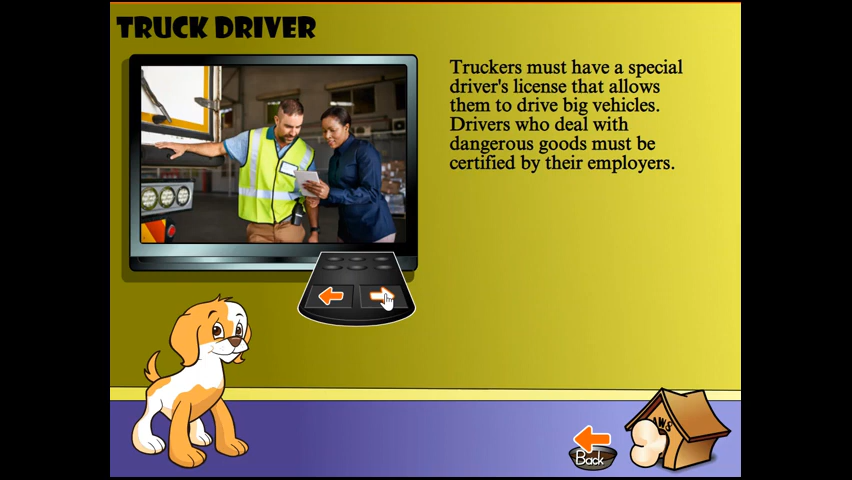 TRUCK DRIVER
Truckers must have a special
driver's license that allows
them to drive big vehicles.
Drivers who deal with
dangerous goods must be
certified by their employers.
Back